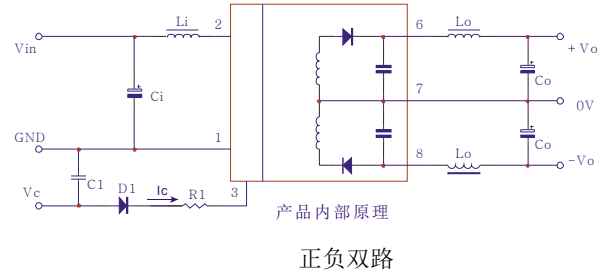 Li 2 6 Lo
Vin +Vo
Ci Co
7 0V
GND 1 Co
8 Lo -Vo
C1 D1 Ic R1 3
Vc
产品内部原理
正负双路